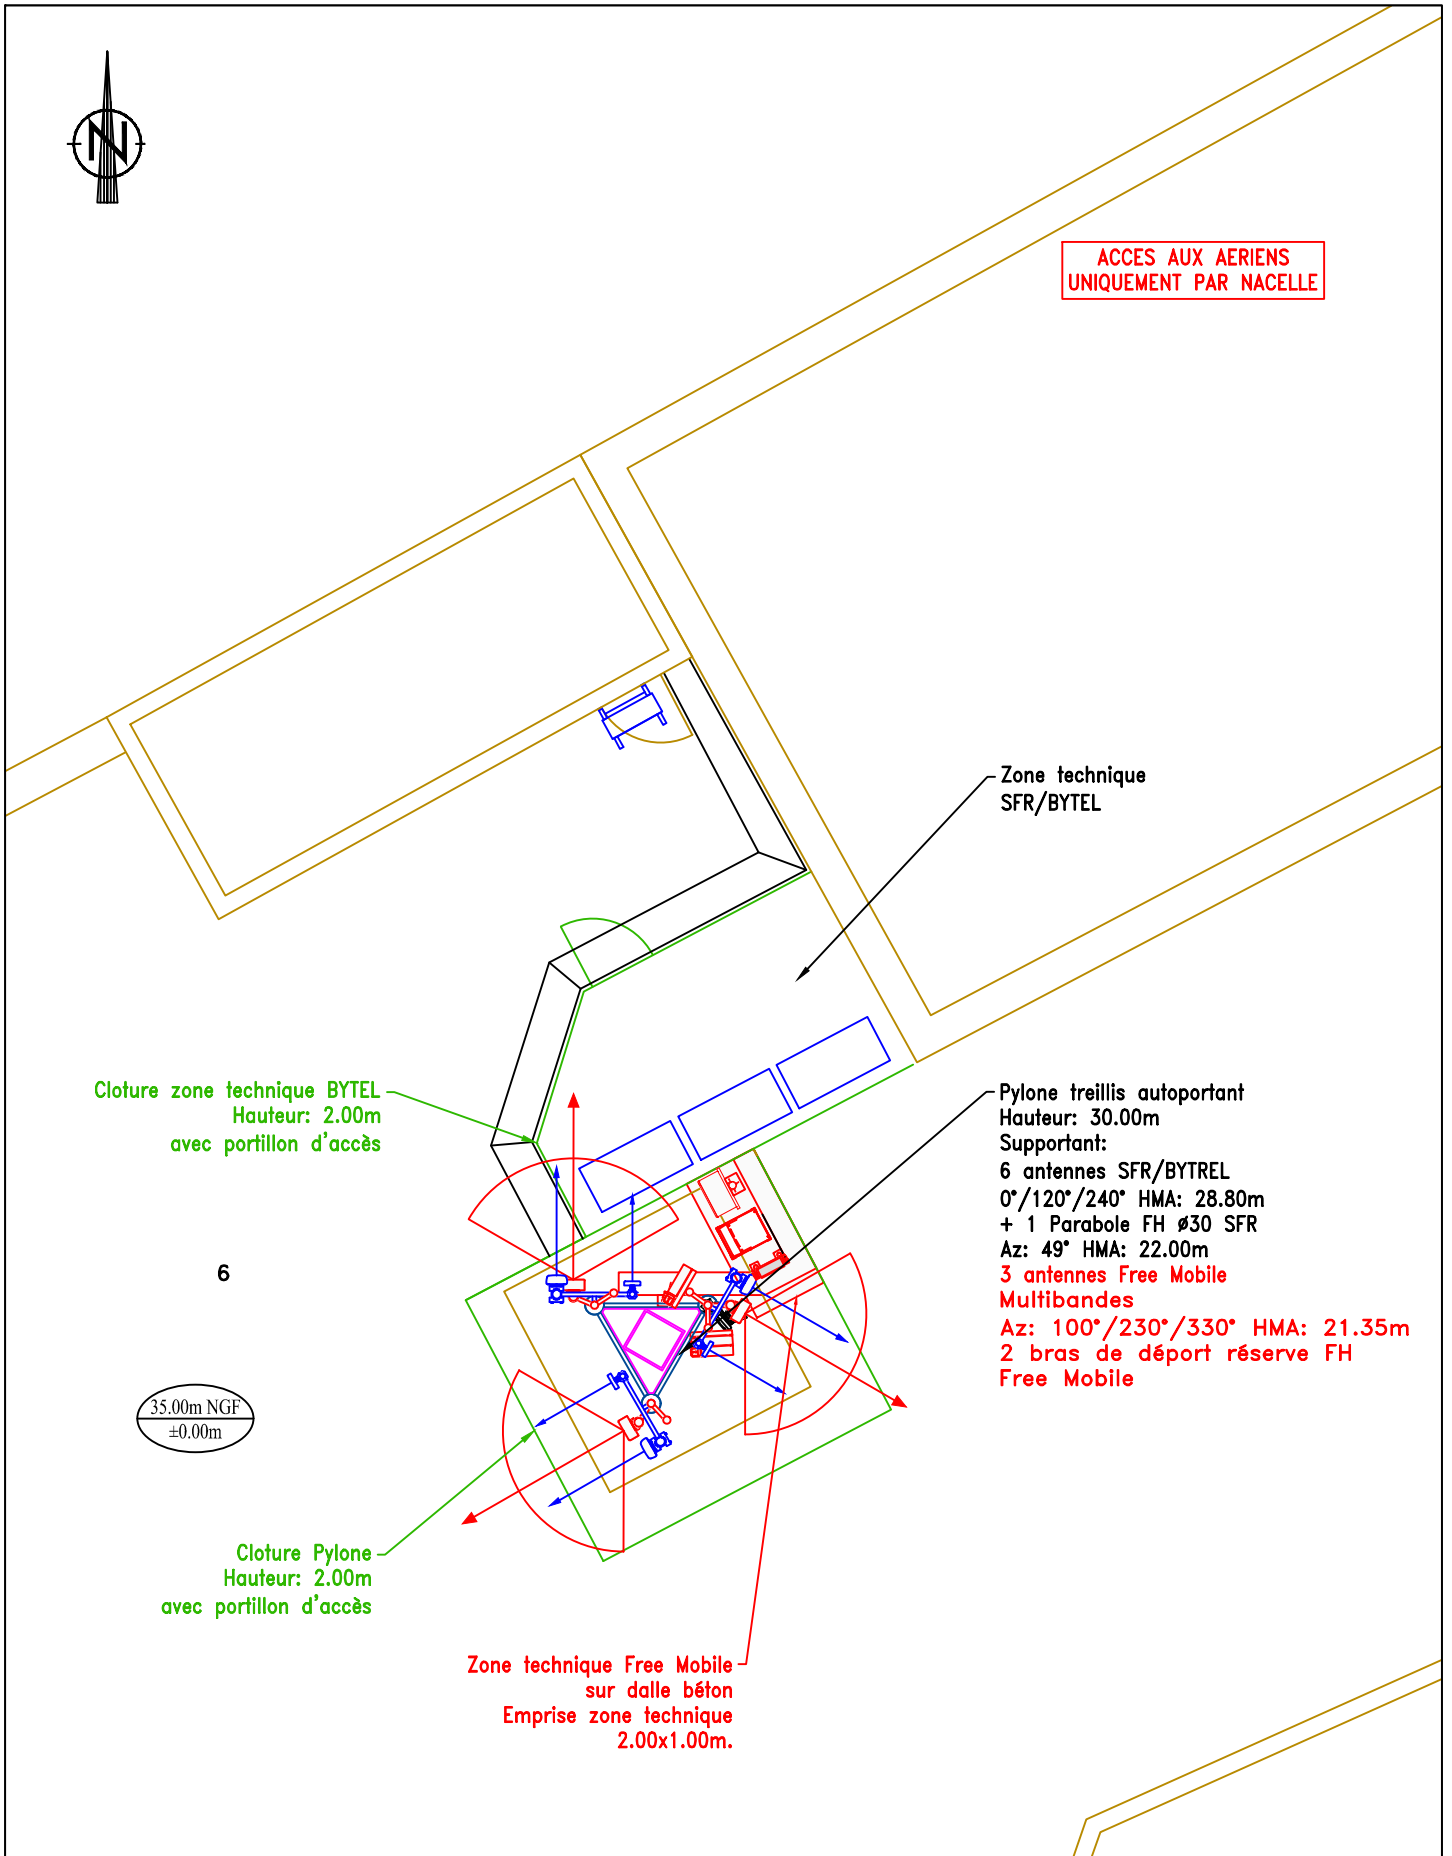 N
ACCES AUX AERIENS
UNIQUEMENT PAR NACELLE
Zone technique
SFR/BYTEL
Cloture zone technique BYTEL
Hauteur: 2.00m
avec portillon d'accès
Pylone treillis autoportant
Hauteur: 30.00m
Supportant:
6 antennes SFR/BYTREL
0°/120°/240° HMA: 28.80m
+ 1 Parabole FH ø30 SFR
Az: 49° HMA: 22.00m
3 antennes Free Mobile
Multibandes
Az: 100°/230°/330° HMA: 21.35m
2 bras de déport réserve FH
Free Mobile
6
35.00m NGF
±0.00m
Cloture Pylone
Hauteur: 2.00m
avec portillon d'accès
Zone technique Free Mobile
sur dalle béton
Emprise zone technique
2.00x1.00m.